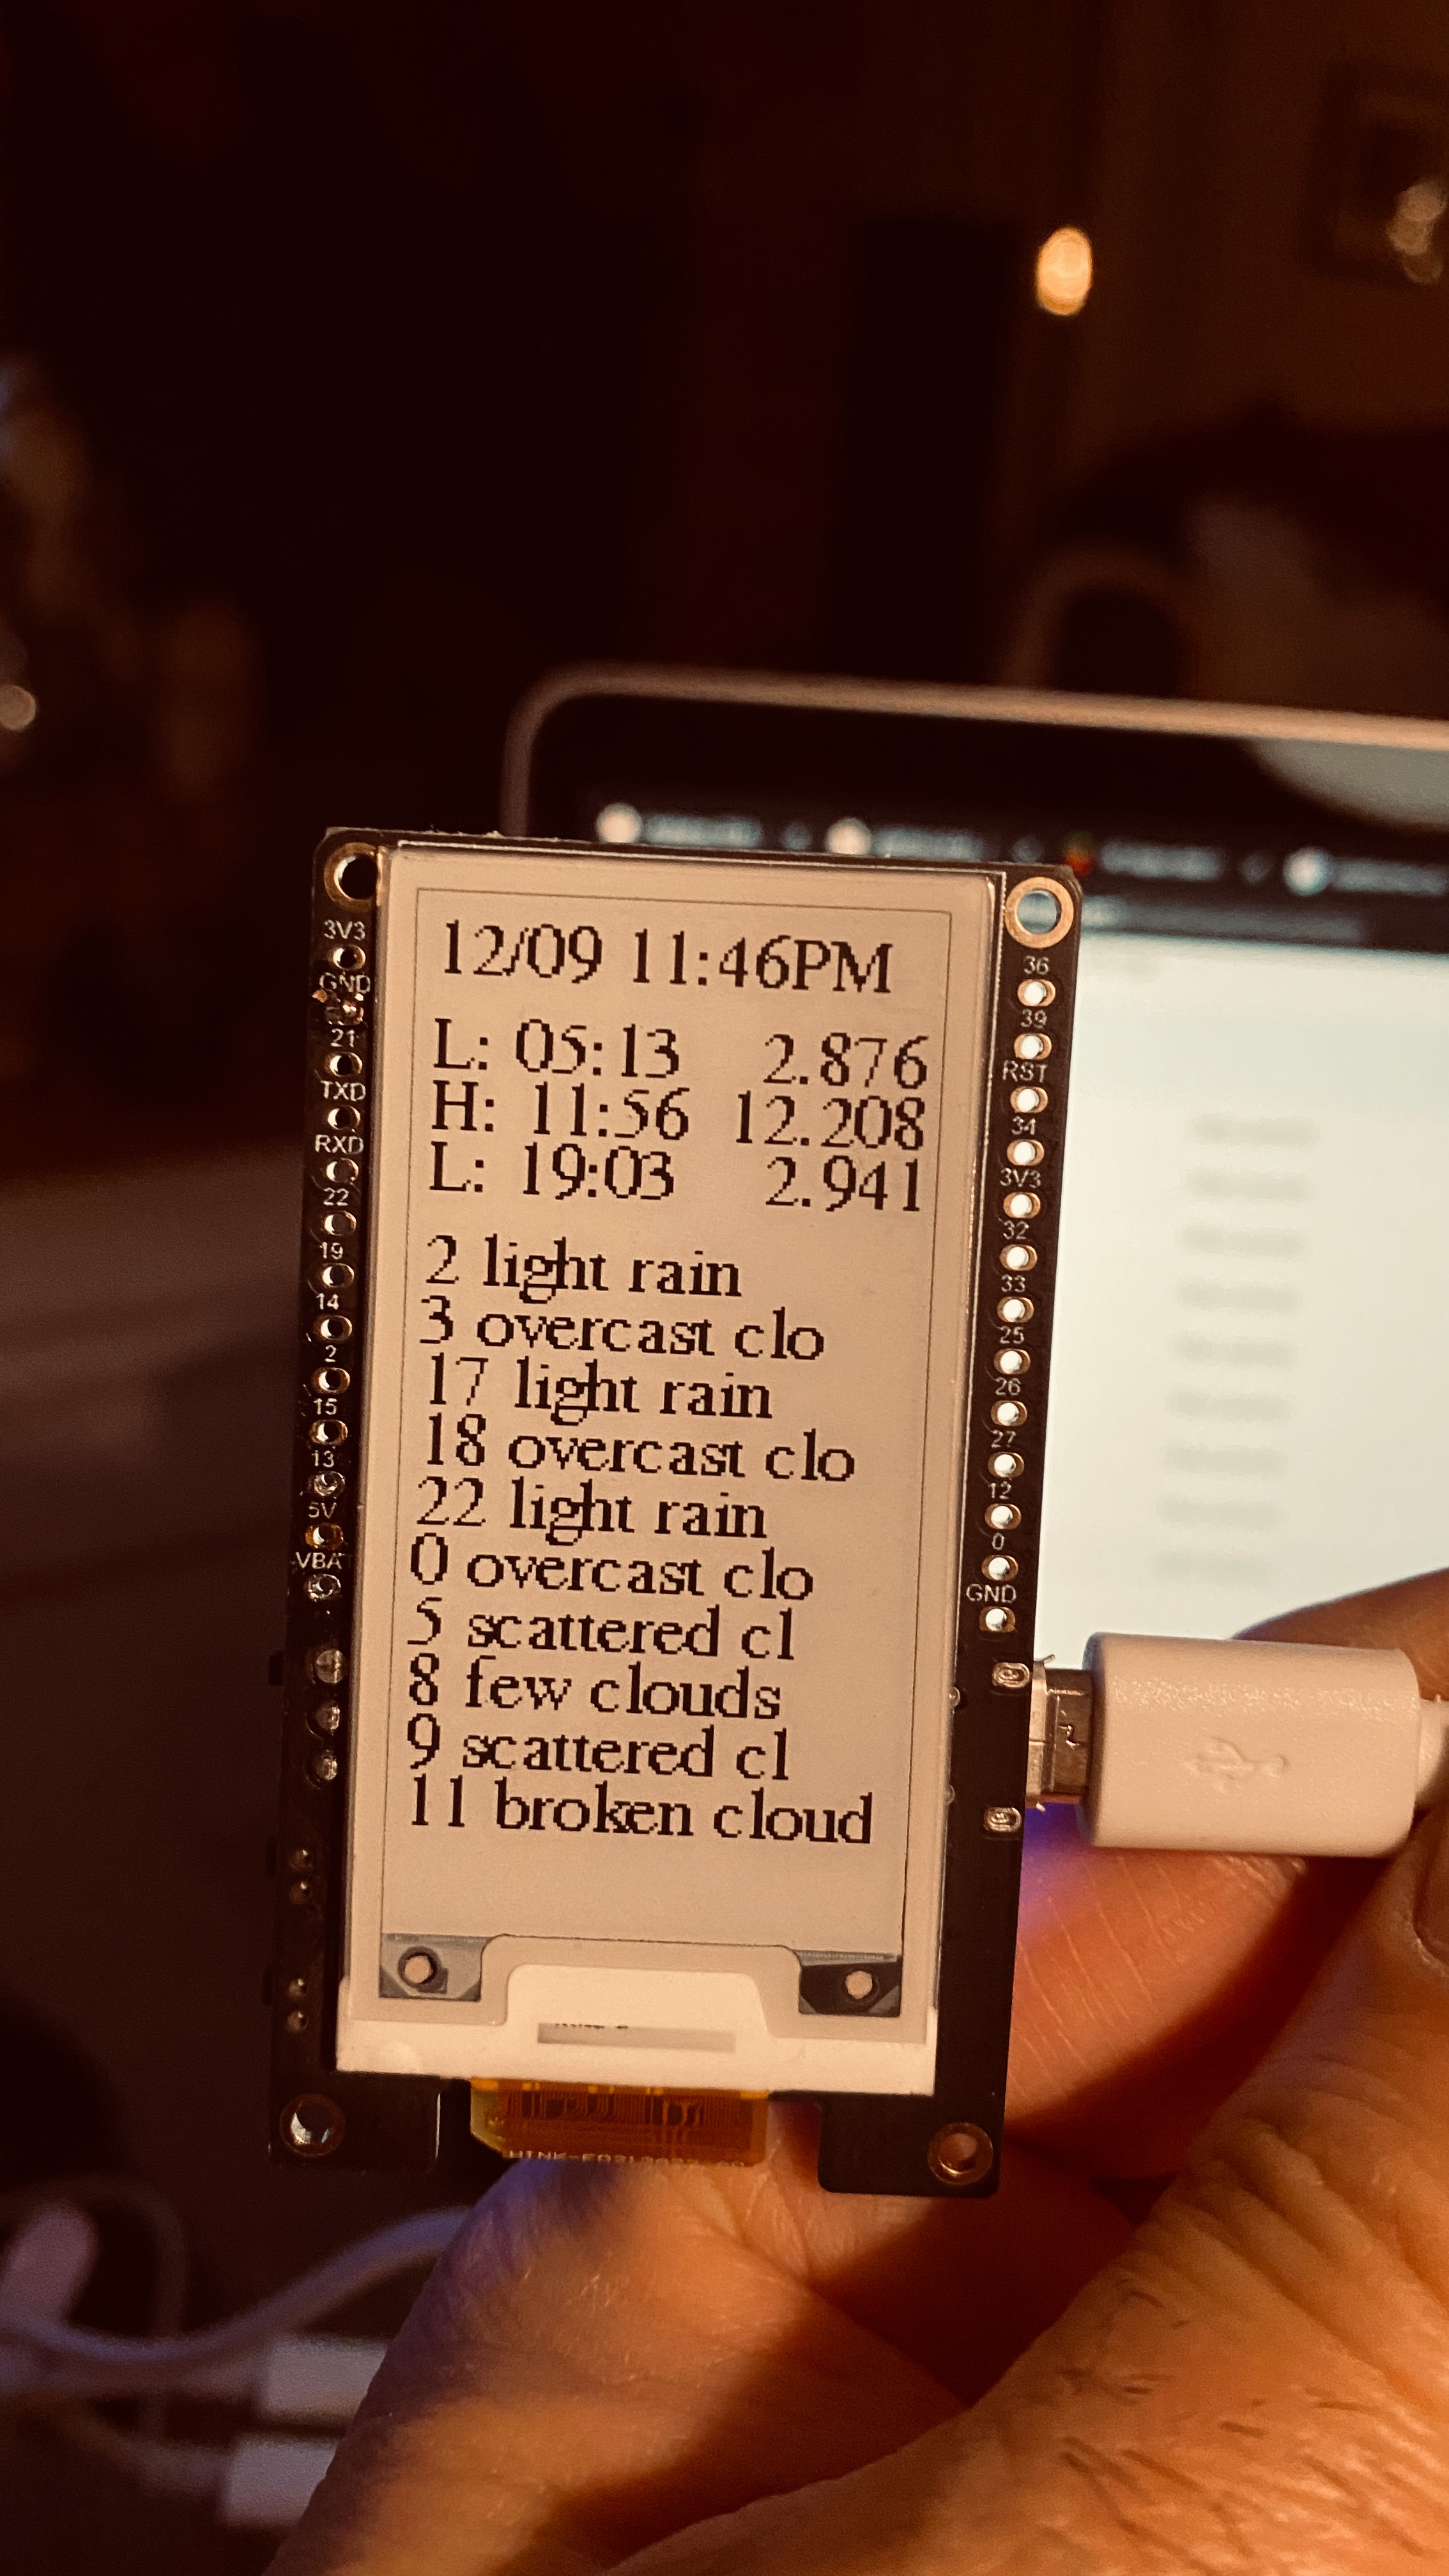 12/09 11:46PM
L: 05:13 2.876
H: 11:56 12.208
L: 19:03 2.941
2 light rain
3 overcast clo
17 light rain
18 overcast clo
22 light rain
0 overcast clo
5 scattered cl
8 few clouds
9 scattered cl
11 broken cloud
3V3
GND
21
TXD
RXD
22
19
14
2
15
13
5V
VBAT
36
39
RST
34
3V3
32
33
25
26
27
12
0
GND